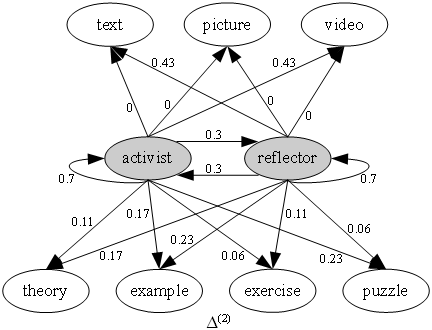 text picture video
0.43 0.43
0 0 0 0
0.3
activist reflector
0.3
0.7 0.7
0.11 0.17 0.11 0.06
0.23
0.17 0.06 0.23
theory example exercise puzzle
Δ(2)